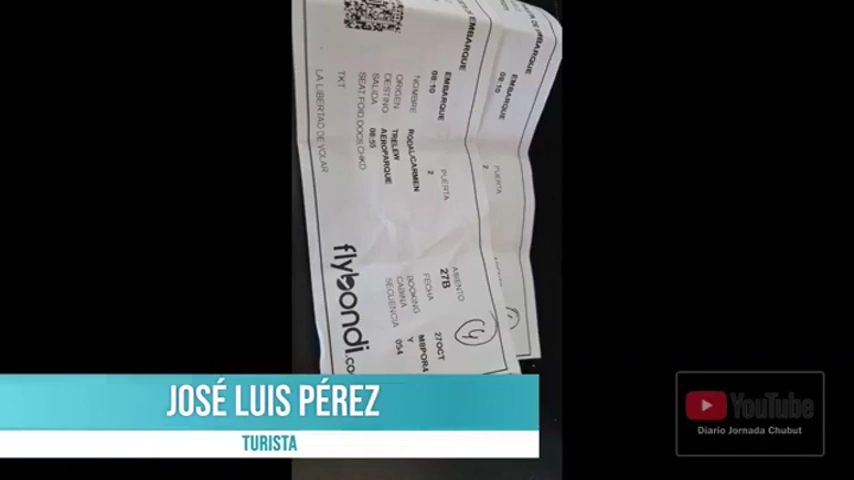 EMBARQUE
EMBARQUE
08:10
NOMBRE RODAL/CARMEN
ORIGEN TRELEW
DESTINO AEROPARQUE
SALIDA 08:55
SEAT,FOID,DOCS,CHKD
TKT
LA LIBERTAD DE VOLAR
PUERTA
2
ASIENTO
27B
FECHA 27OCT
BOOKING
CABINA Y
SECUENCIA 054
flybondi.co
EMBARQUE
08:10
PUERTA
2
JOSÉ LUIS PÉREZ
TURISTA
YouTube
Diario Jornada Chubut